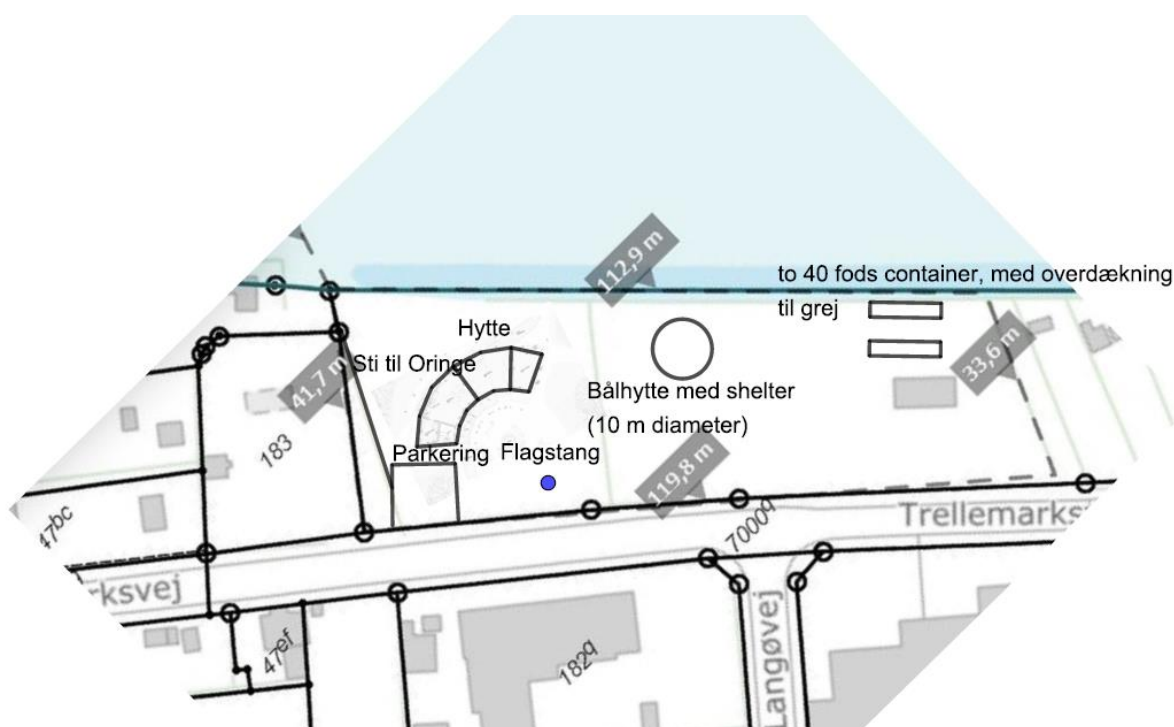 112,9 m
to 40 fods container, med overdækning
til grej
Hytte
Sti til Oringe
41,7 m
33,6 m
Bålhytte med shelter
(10 m diameter)
183
Parkering
Flagstang
119,8 m
7000q
Trellemarks
47bc
rksvej
47ef
182q
Langøvej